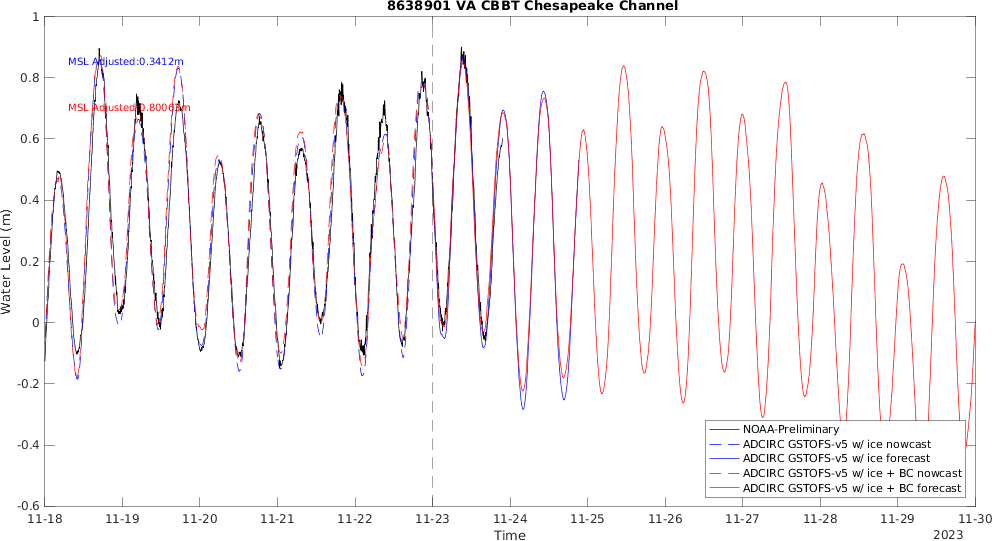 8638901 VA CBBT Chesapeake Channel
1
0.8
0.6
0.4
0.2
0
-0.2
-0.4
-0.6
Water Level (m)
MSL Adjusted:0.3412m
MSL Adjusted:0.8006m
NOAA-Preliminary
ADCIRC GSTOFS-v5 w/ ice nowcast
ADCIRC GSTOFS-v5 w/ ice forecast
ADCIRC GSTOFS-v5 w/ ice + BC nowcast
ADCIRC GSTOFS-v5 w/ ice + BC forecast
11-18 11-19 11-20 11-21 11-22 11-23 11-24 11-25 11-26 11-27 11-28 11-29 11-30
Time
2023